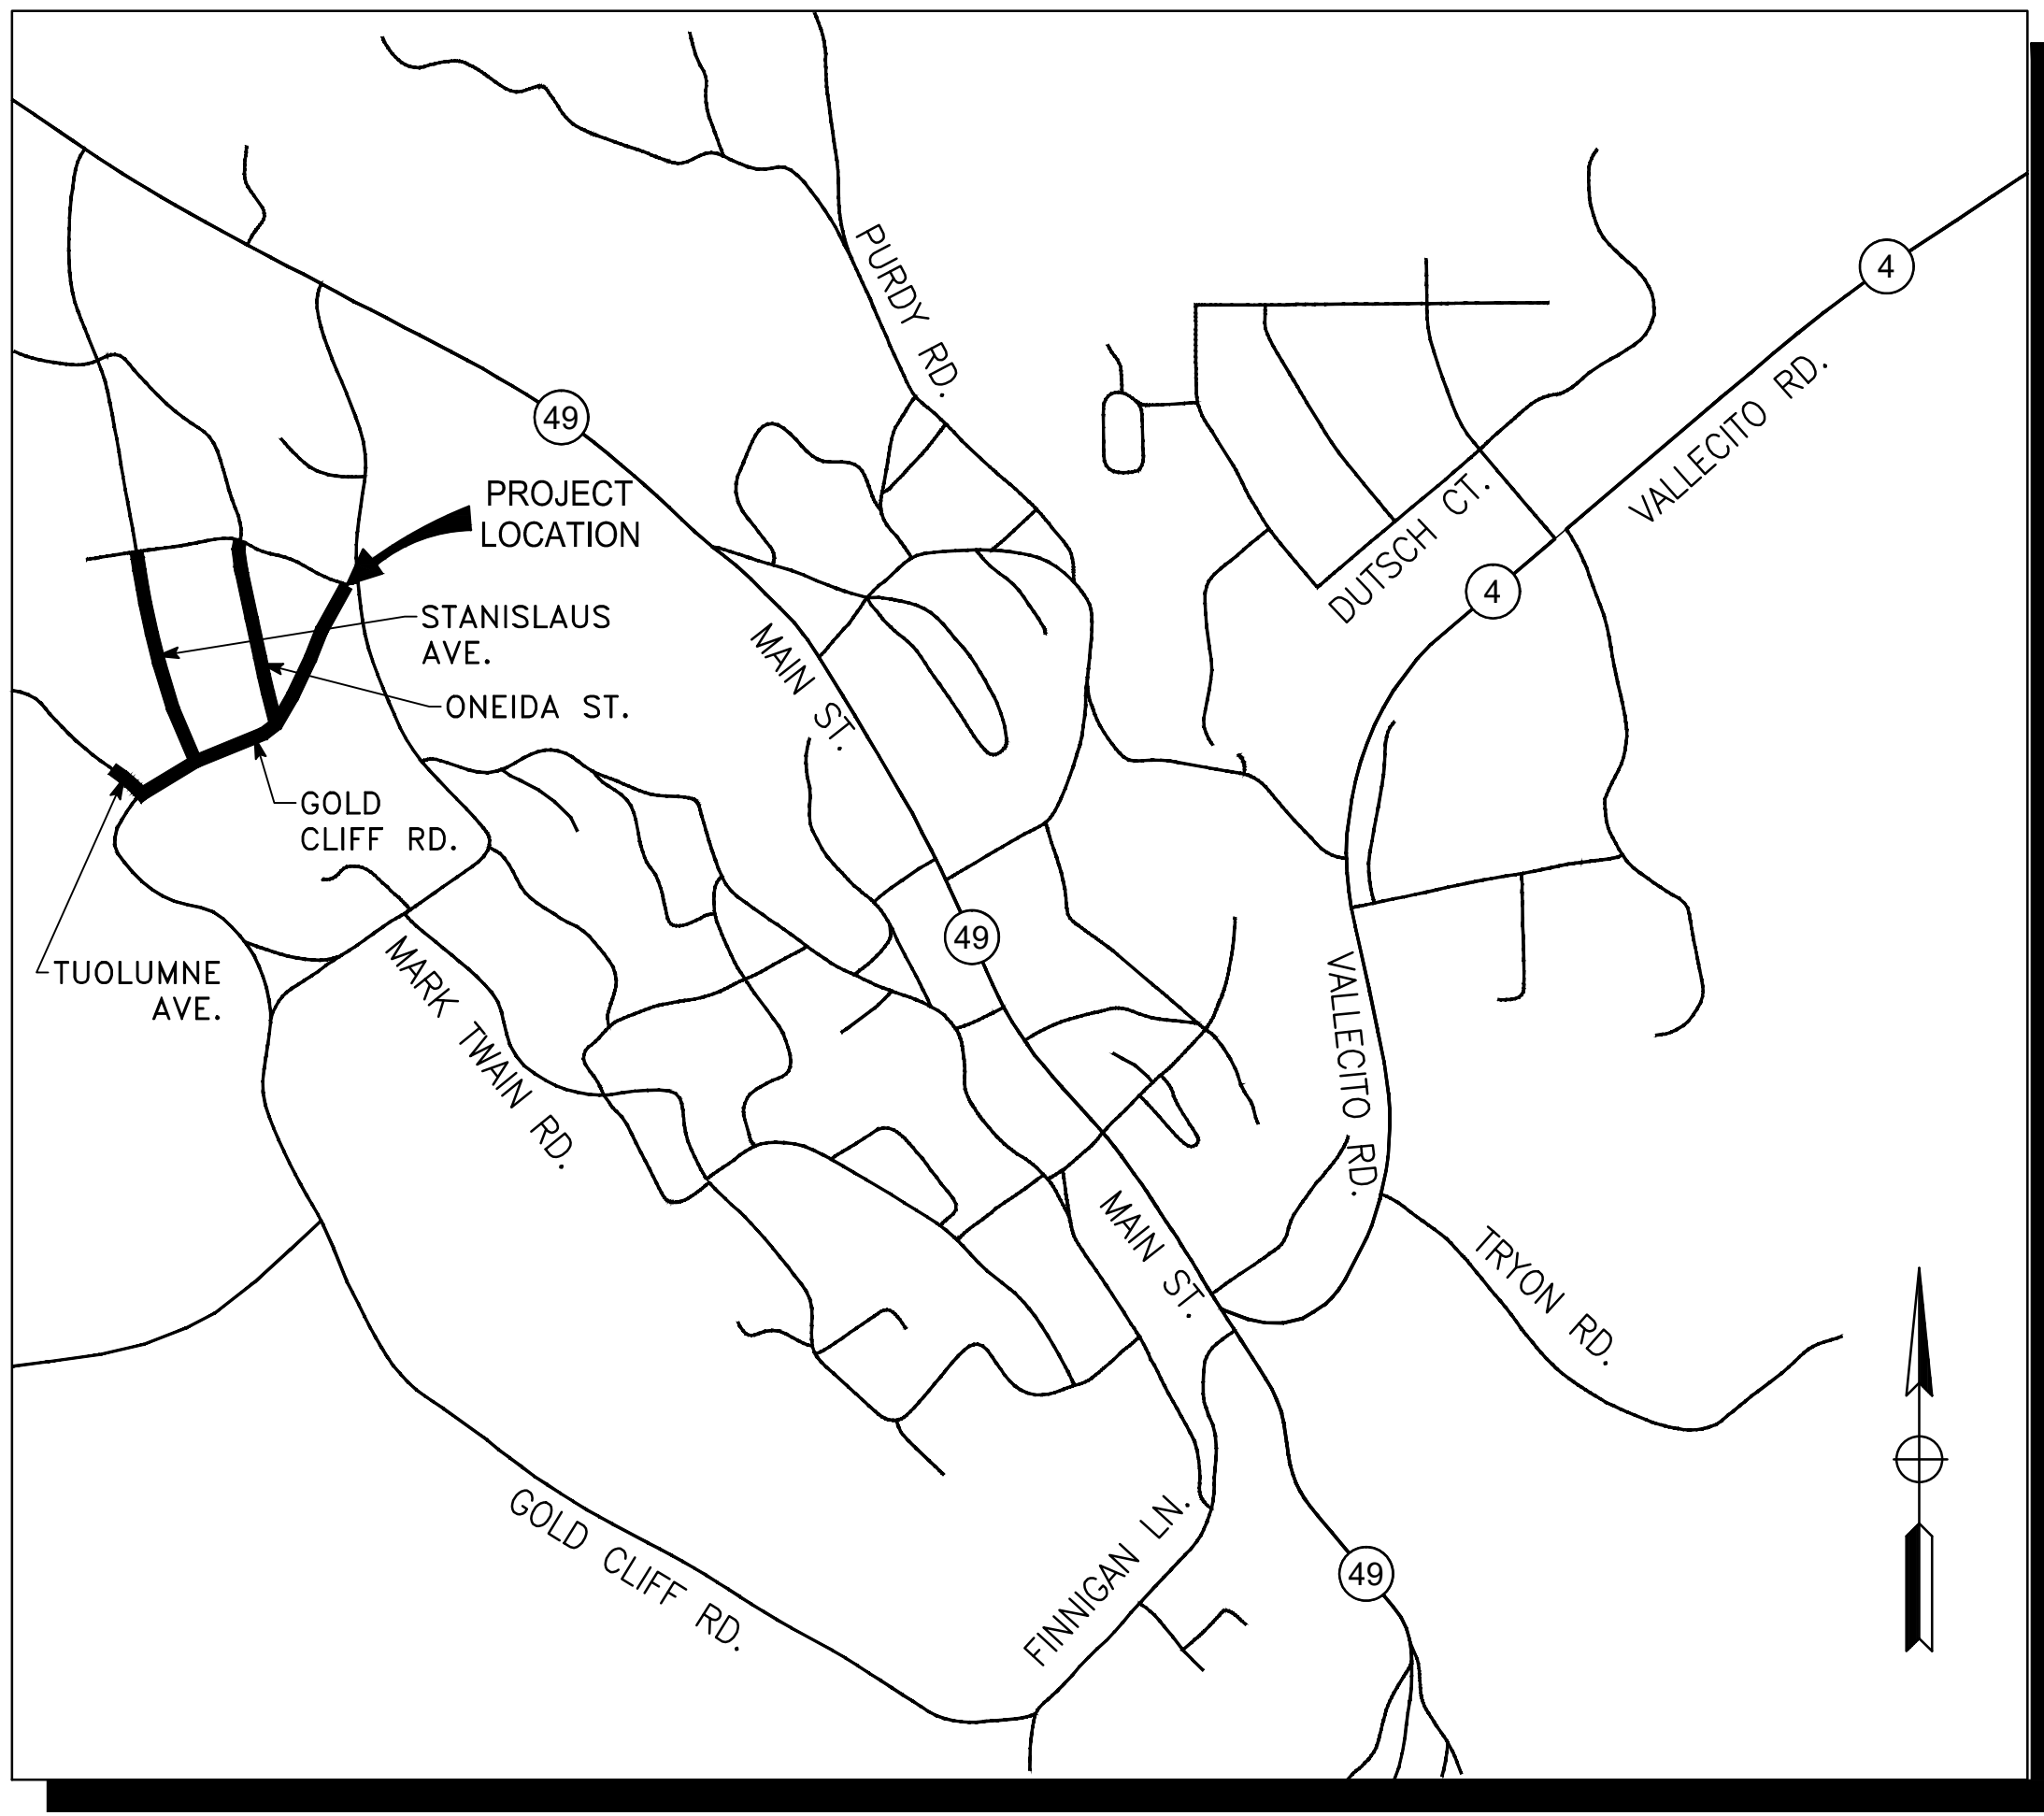 PURDY RD.
4
VALLECITO RD.
49
PROJECT
LOCATION
DUTSCH CT.
4
STANISLAUS
AVE.
MAIN ST.
ONEIDA ST.
GOLD
CLIFF RD.
49
TUOLUMNE
AVE.
MARK TWAIN RD.
VALLECITO RD.
MAIN ST.
TRYON RD.
GOLD CLIFF RD.
FINNIGAN LN.
49